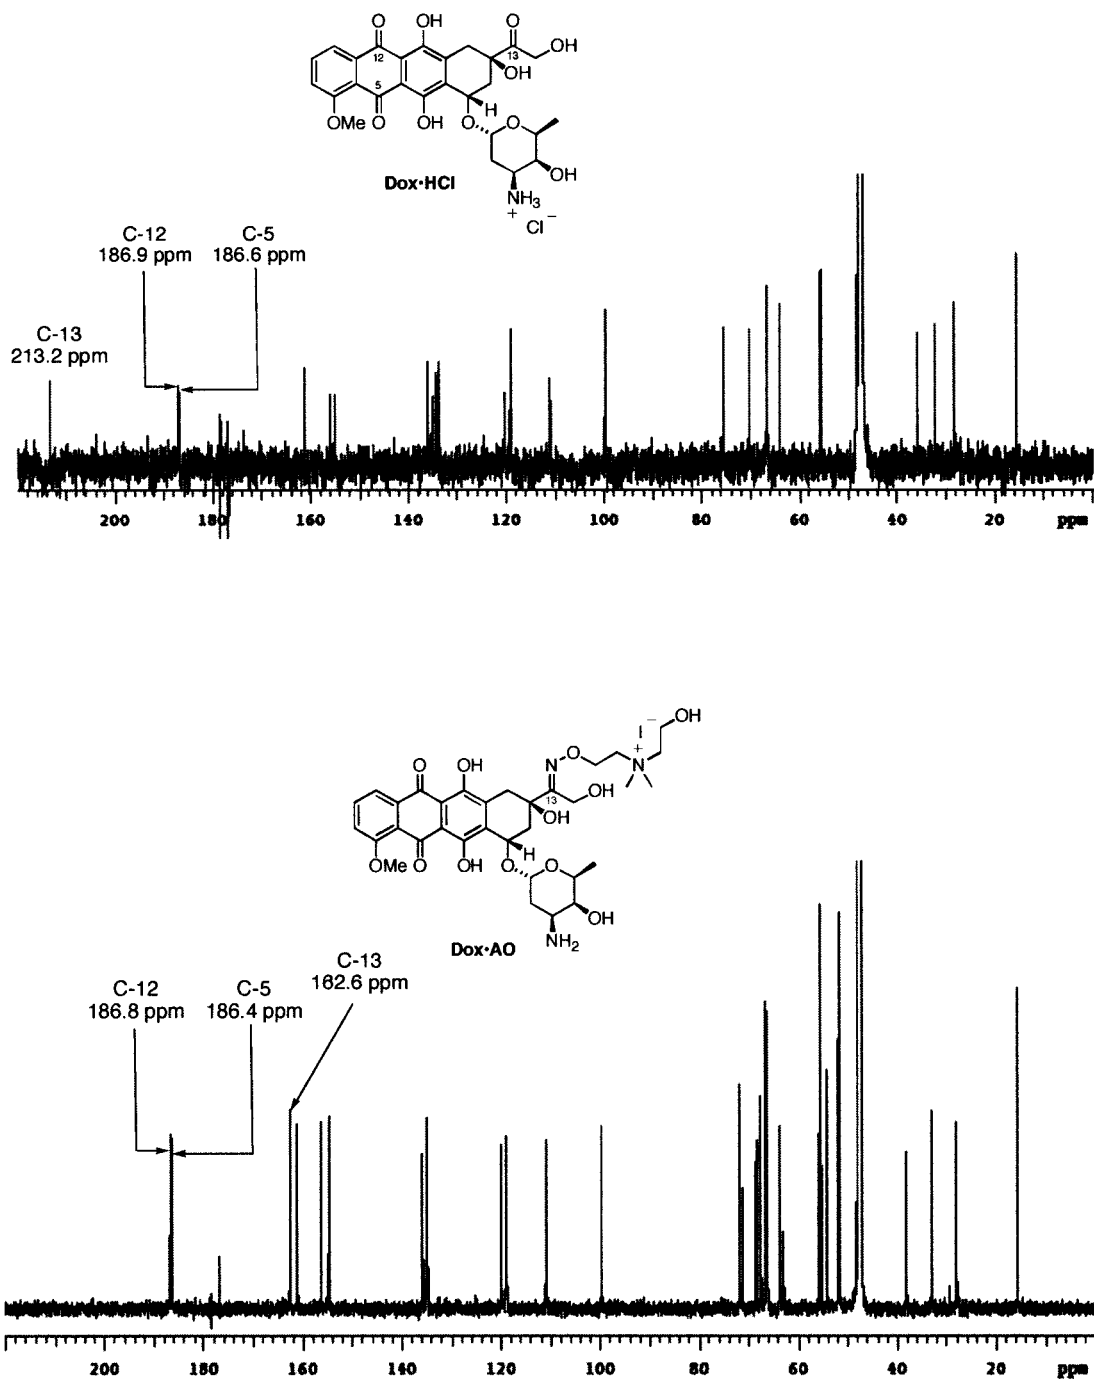 O
OH
O
OH
12
13
OH
5
H
OMe
O
OH
O
O
OH
Dox•HCl
NH3
+
Cl −
C-12
186.9 ppm
C-5
186.6 ppm
C-13
213.2 ppm
200
180
160
140
120
100
80
60
40
20
ppm
OH
I −
O
N
+
N
O
OH
13
OH
OH
H
OMe
O
OH
O
O
OH
Dox•AO
NH2
C-13
162.6 ppm
C-12
186.8 ppm
C-5
186.4 ppm
200
180
160
140
120
100
80
60
40
20
ppm